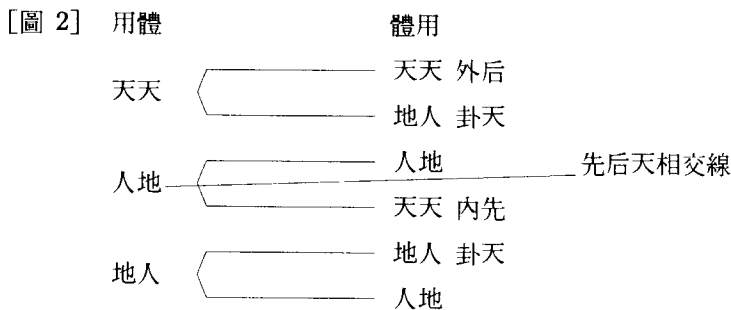 [圖 2] 用體 體用
天天 外后
天天
地人 卦天
人地 先后天相交線
人地
天天 內先
地人 卦天
地人
人地